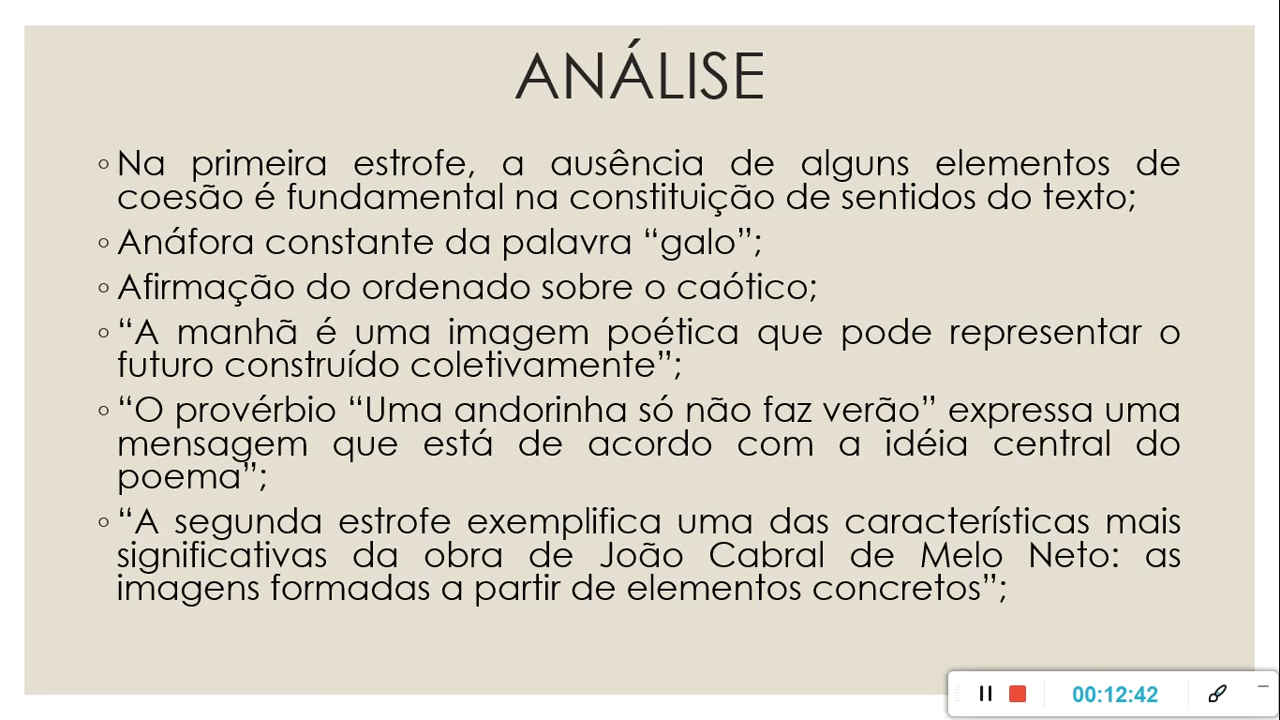 ANÁLISE
◦ Na primeira estrofe, a ausência de alguns elementos de
coesão é fundamental na constituição de sentidos do texto;
◦ Anáfora constante da palavra “galo”;
◦ Afirmação do ordenado sobre o caótico;
◦ “A manhã é uma imagem poética que pode representar o
futuro construído coletivamente”;
◦ “O provérbio “Uma andorinha só não faz verão” expressa uma
mensagem que está de acordo com a idéia central do
poema”;
◦ “A segunda estrofe exemplifica uma das características mais
significativas da obra de João Cabral de Melo Neto: as
imagens formadas a partir de elementos concretos”;
00:12:42